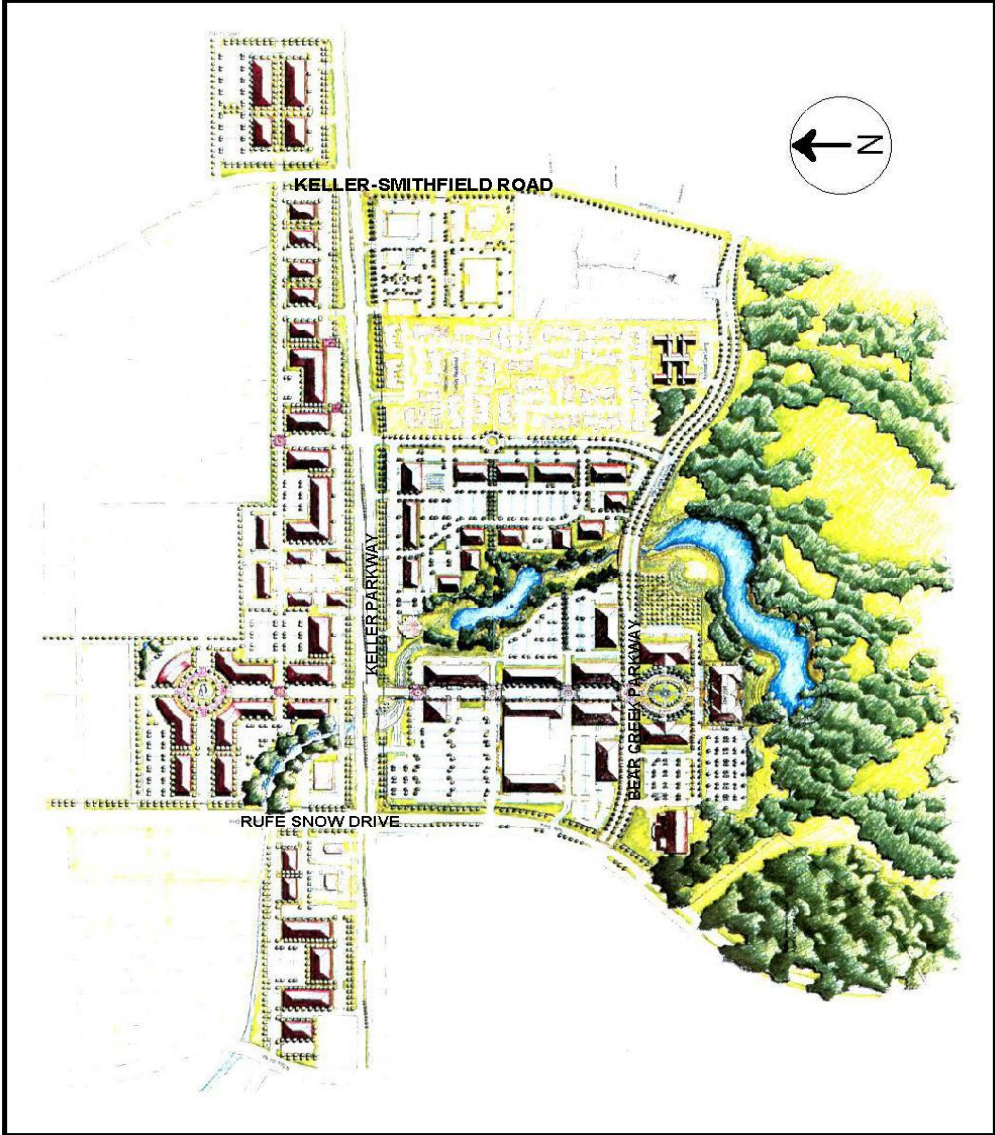 N
KELLER-SMITHFIELD ROAD
KELLER PARKWAY
BEAR CREEK PARKWAY
RUFE SNOW DRIVE